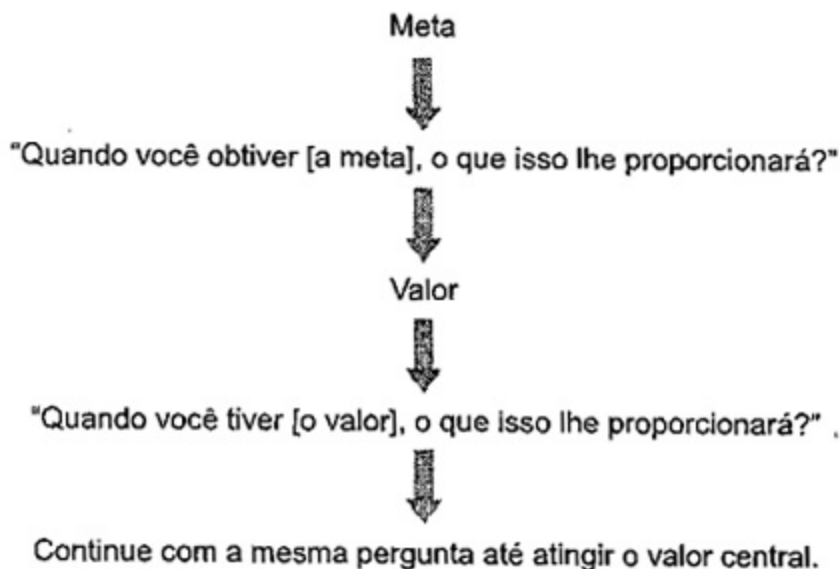 Meta
"Quando você obtiver [a meta], o que isso lhe proporcionará?"
Valor
"Quando você tiver [o valor], o que isso lhe proporcionará?"
Continue com a mesma pergunta até atingir o valor central.